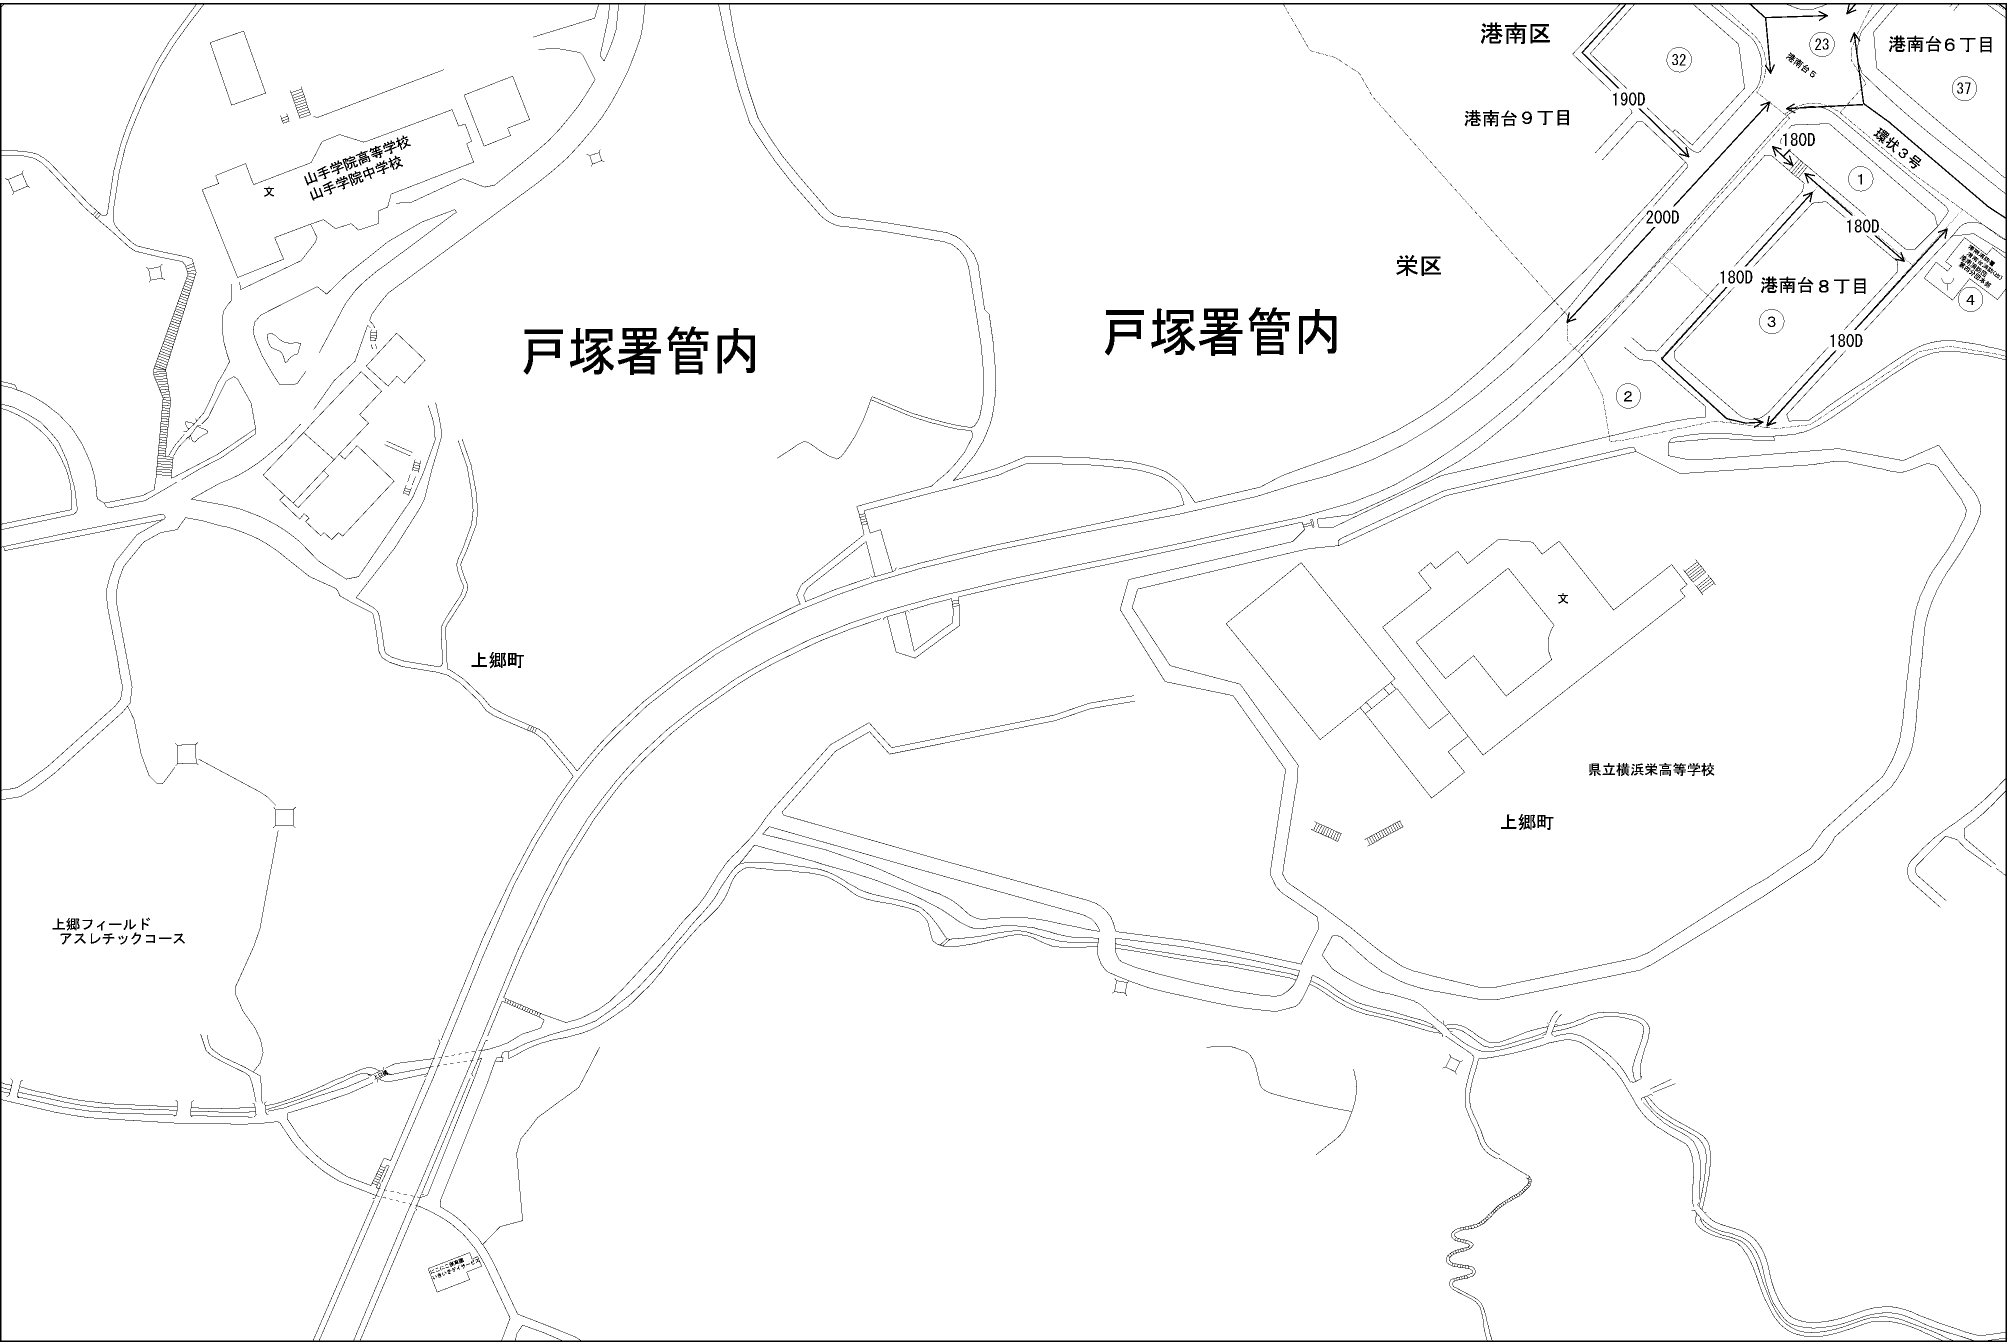 港南区
23
港南台5
港南台６丁目
32
37
190D
港南台９丁目
環状３号
180D
1
山手学院高等学校
山手学院中学校
文
200D
180D
栄区
180D
港南台８丁目
4
3
戸塚署管内
戸塚署管内
180D
2
文
上郷町
県立横浜栄高等学校
上郷町
上郷フィールド
アスレチックコース